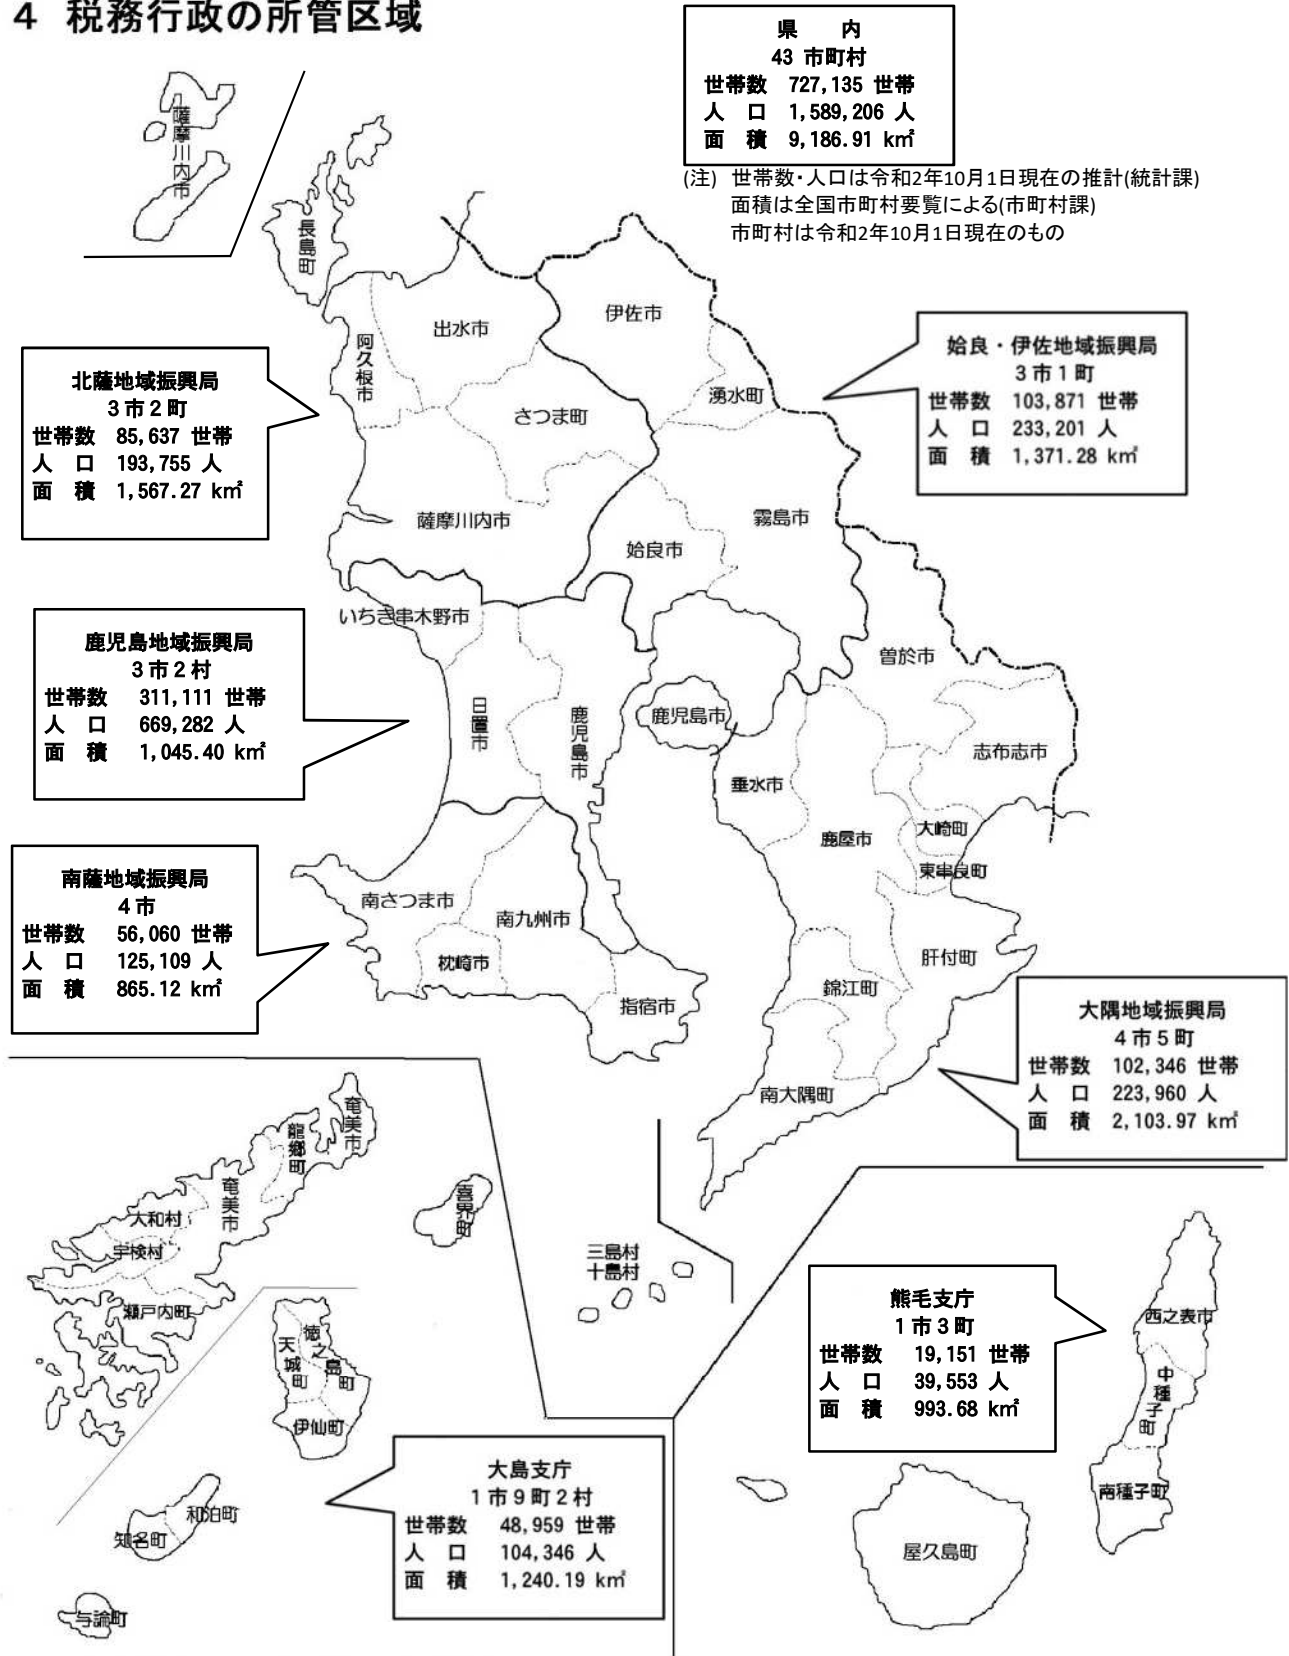 4 税務行政の所管区域
県 内
43 市町村
世帯数 727,135 世帯
人 口 1,589,206 人
面 積 9,186.91 k㎡
(注) 世帯数・人口は令和2年10月1日現在の推計(統計課)
面積は全国市町村要覧による(市町村課)
市町村は令和2年10月1日現在のもの
薩摩川内市
長島町
出水市
阿久根市
伊佐市
湧水町
さつま町
薩摩川内市
霧島市
姶良市
北薩地域振興局
3市2町
世帯数 85,637 世帯
人 口 193,755 人
面 積 1,567.27 k㎡
姶良・伊佐地域振興局
3市1町
世帯数 103,871 世帯
人 口 233,201 人
面 積 1,371.28 k㎡
いちき串木野市
日置市
鹿児島市
鹿児島市
曽於市
志布志市
垂水市
鹿屋市
大崎町
東串良町
鹿児島地域振興局
3市2村
世帯数 311,111 世帯
人 口 669,282 人
面 積 1,045.40 k㎡
南さつま市
南九州市
枕崎市
指宿市
肝付町
錦江町
南大隅町
南薩地域振興局
4市
世帯数 56,060 世帯
人 口 125,109 人
面 積 865.12 k㎡
大隅地域振興局
4市5町
世帯数 102,346 世帯
人 口 223,960 人
面 積 2,103.97 k㎡
奄美市
龍郷町
奄美市
大和村
宇検村
瀬戸内町
喜界町
三島村
十島村
徳之島町
天城町
伊仙町
和泊町
知名町
与論町
熊毛支庁
1市3町
世帯数 19,151 世帯
人 口 39,553 人
面 積 993.68 k㎡
西之表市
中種子町
南種子町
屋久島町
大島支庁
1市9町2村
世帯数 48,959 世帯
人 口 104,346 人
面 積 1,240.19 k㎡